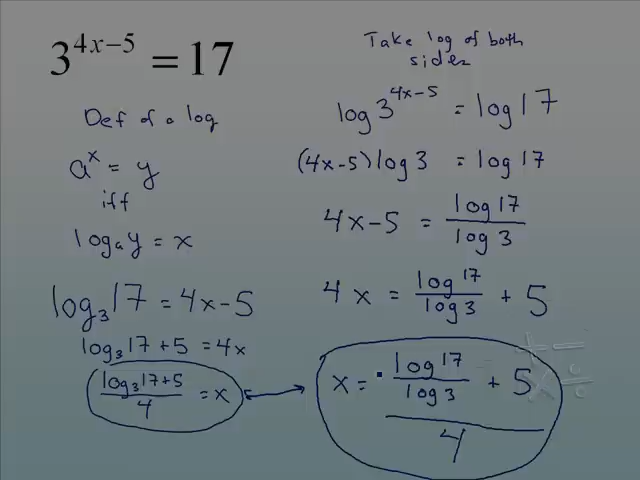 3^{4x-5} = 17
Def of a log
a^x = y
iff
log_a y = x
log_3 17 = 4x-5
log_3 17 + 5 = 4x
(log_3 17 + 5)/4 = x
Take log of both
sides
log 3^{4x-5} = log 17
(4x-5) log 3 = log 17
4x-5 = log 17/log 3
4x = log 17/log 3 + 5
x = (log 17/log 3 + 5)/4